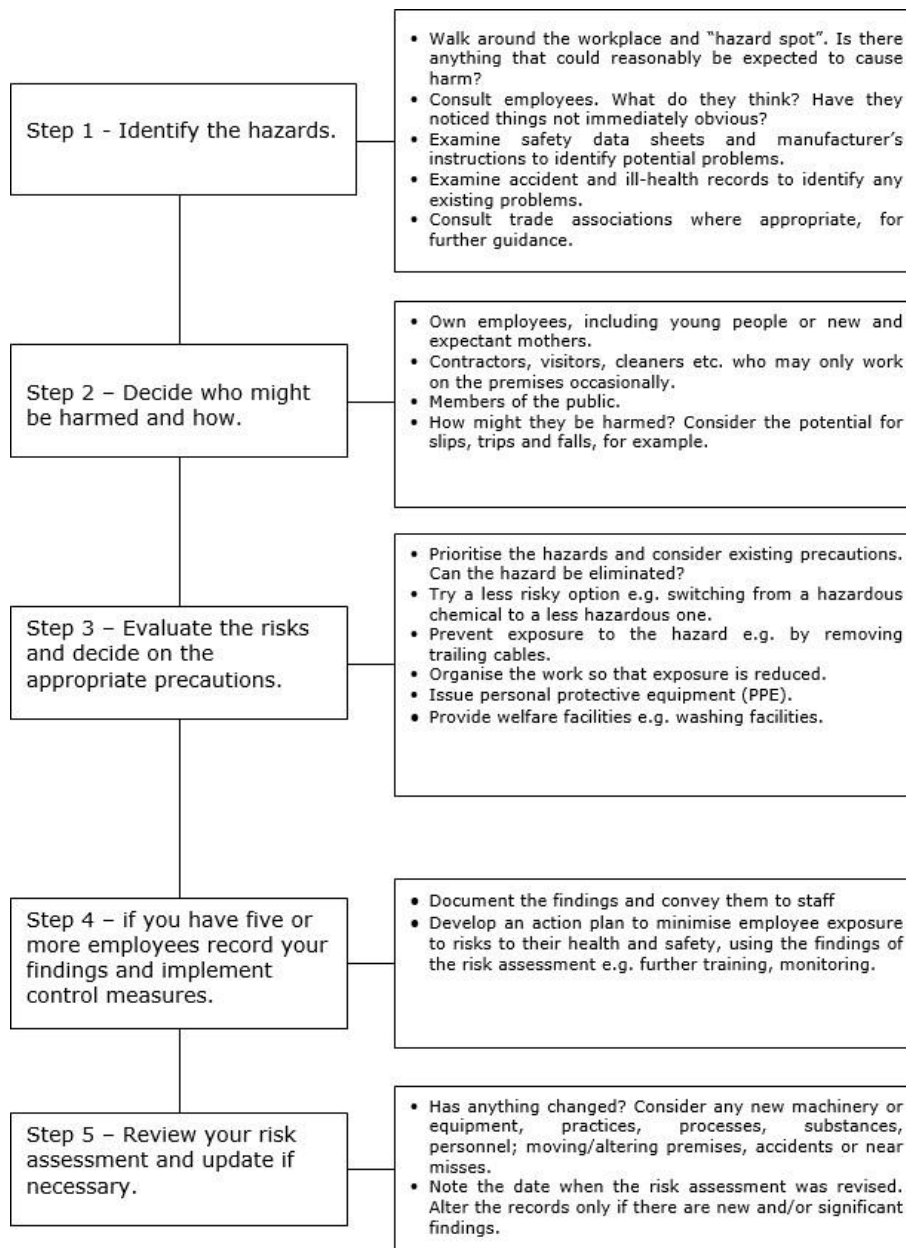 Step 1 - Identify the hazards.
• Walk around the workplace and “hazard spot”. Is there
anything that could reasonably be expected to cause
harm?
• Consult employees. What do they think? Have they
noticed things not immediately obvious?
• Examine safety data sheets and manufacturer’s
instructions to identify potential problems.
• Examine accident and ill-health records to identify any
existing problems.
• Consult trade associations where appropriate, for
further guidance.
Step 2 – Decide who might
be harmed and how.
• Own employees, including young people or new and
expectant mothers.
• Contractors, visitors, cleaners etc. who may only work
on the premises occasionally.
• Members of the public.
• How might they be harmed? Consider the potential for
slips, trips and falls, for example.
Step 3 – Evaluate the risks
and decide on the
appropriate precautions.
• Prioritise the hazards and consider existing precautions.
Can the hazard be eliminated?
• Try a less risky option e.g. switching from a hazardous
chemical to a less hazardous one.
• Prevent exposure to the hazard e.g. by removing
trailing cables.
• Organise the work so that exposure is reduced.
• Issue personal protective equipment (PPE).
• Provide welfare facilities e.g. washing facilities.
Step 4 – if you have five or
more employees record your
findings and implement
control measures.
• Document the findings and convey them to staff
• Develop an action plan to minimise employee exposure
to risks to their health and safety, using the findings of
the risk assessment e.g. further training, monitoring.
Step 5 – Review your risk
assessment and update if
necessary.
• Has anything changed? Consider any new machinery or
equipment, practices, processes, substances,
personnel; moving/altering premises, accidents or near
misses.
• Note the date when the risk assessment was revised.
Alter the records only if there are new and/or significant
findings.